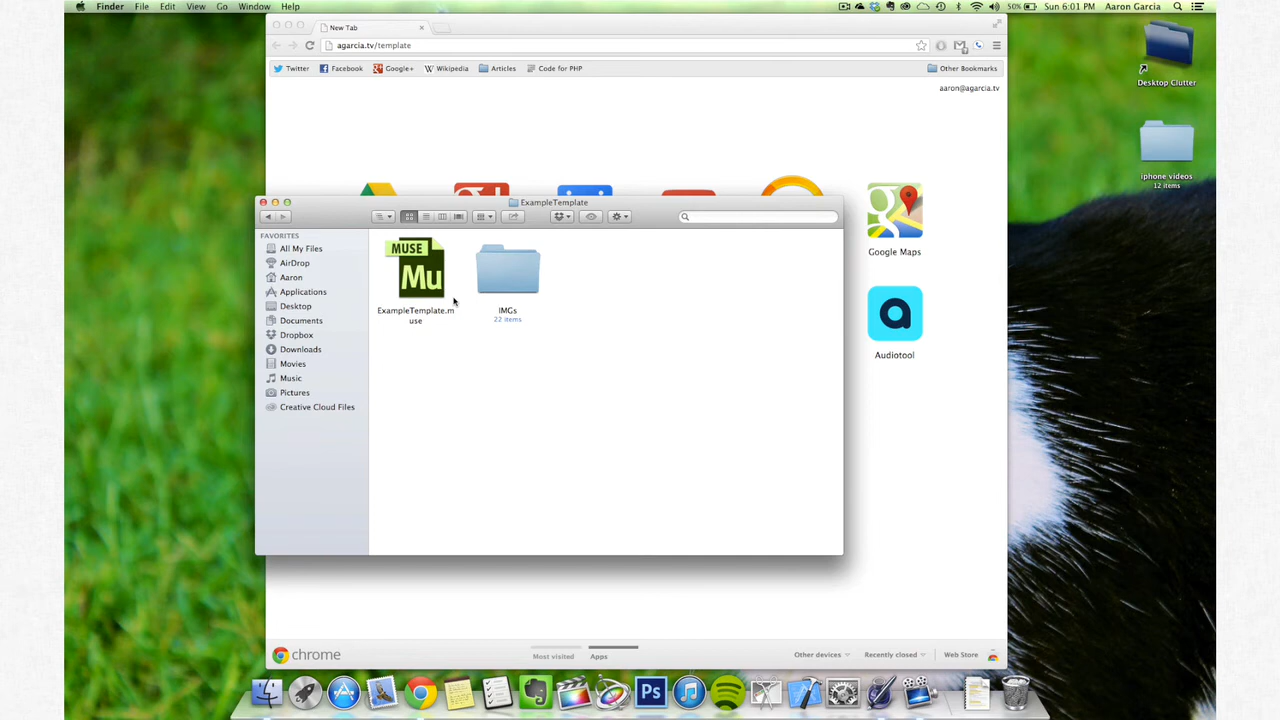 Finder File Edit View Go Window Help
50% Sun 6:01 PM Aaron Garcia
New Tab
agarcia.tv/template
Twitter Facebook Google+ Wikipedia Articles Code for PHP Other Bookmarks
aaron@agarcia.tv
Desktop Clutter
iphone videos
12 items
ExampleTemplate
FAVORITES
All My Files
AirDrop
Aaron
Applications
Desktop
Documents
Dropbox
Downloads
Movies
Music
Pictures
Creative Cloud Files
MUSE
Mu
ExampleTemplate.m
use
IMGs
22 items
Google Maps
Audiotool
chrome
Most visited Apps
Other devices Recently closed Web Store
Ps